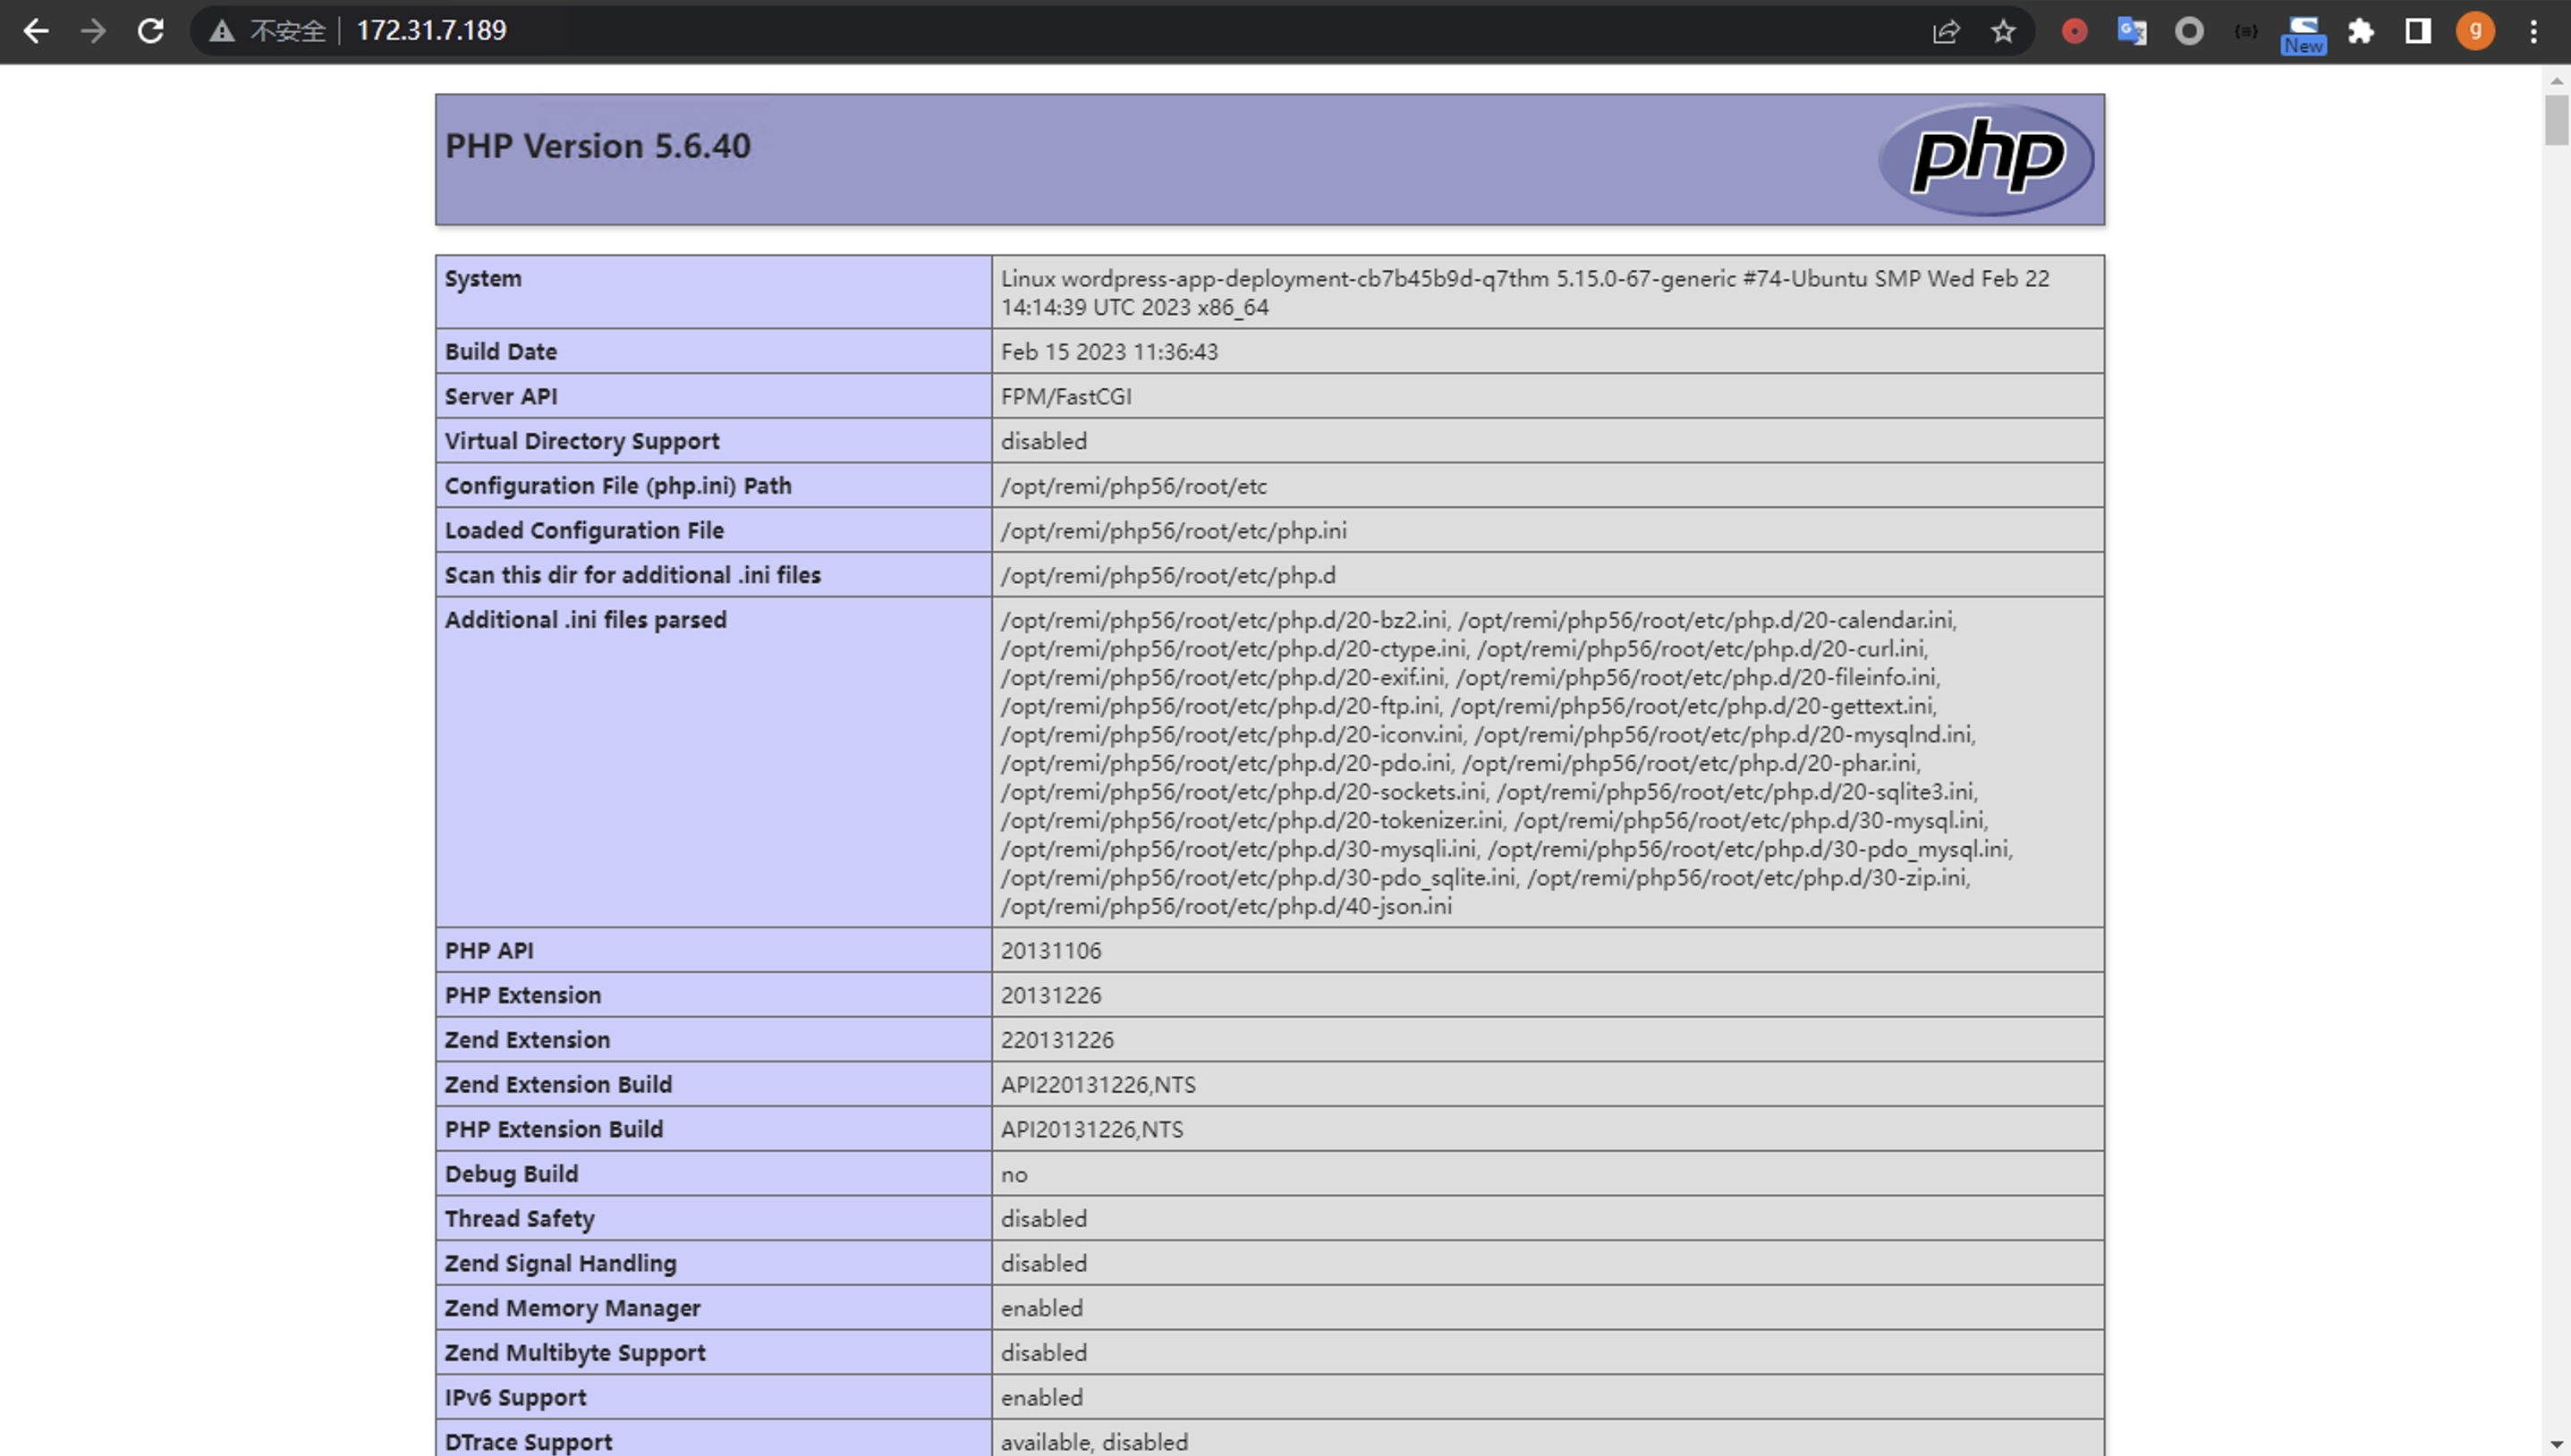 不安全 172.31.7.189
New
g
PHP Version 5.6.40
php
System
Linux wordpress-app-deployment-cb7b45b9d-q7thm 5.15.0-67-generic #74-Ubuntu SMP Wed Feb 22
14:14:39 UTC 2023 x86_64
Build Date
Feb 15 2023 11:36:43
Server API
FPM/FastCGI
Virtual Directory Support
disabled
Configuration File (php.ini) Path
/opt/remi/php56/root/etc
Loaded Configuration File
/opt/remi/php56/root/etc/php.ini
Scan this dir for additional .ini files
/opt/remi/php56/root/etc/php.d
Additional .ini files parsed
/opt/remi/php56/root/etc/php.d/20-bz2.ini, /opt/remi/php56/root/etc/php.d/20-calendar.ini,
/opt/remi/php56/root/etc/php.d/20-ctype.ini, /opt/remi/php56/root/etc/php.d/20-curl.ini,
/opt/remi/php56/root/etc/php.d/20-exif.ini, /opt/remi/php56/root/etc/php.d/20-fileinfo.ini,
/opt/remi/php56/root/etc/php.d/20-ftp.ini, /opt/remi/php56/root/etc/php.d/20-gettext.ini,
/opt/remi/php56/root/etc/php.d/20-iconv.ini, /opt/remi/php56/root/etc/php.d/20-mysqlnd.ini,
/opt/remi/php56/root/etc/php.d/20-pdo.ini, /opt/remi/php56/root/etc/php.d/20-phar.ini,
/opt/remi/php56/root/etc/php.d/20-sockets.ini, /opt/remi/php56/root/etc/php.d/20-sqlite3.ini,
/opt/remi/php56/root/etc/php.d/20-tokenizer.ini, /opt/remi/php56/root/etc/php.d/30-mysql.ini,
/opt/remi/php56/root/etc/php.d/30-mysqli.ini, /opt/remi/php56/root/etc/php.d/30-pdo_mysql.ini,
/opt/remi/php56/root/etc/php.d/30-pdo_sqlite.ini, /opt/remi/php56/root/etc/php.d/30-zip.ini,
/opt/remi/php56/root/etc/php.d/40-json.ini
PHP API
20131106
PHP Extension
20131226
Zend Extension
220131226
Zend Extension Build
API220131226,NTS
PHP Extension Build
API20131226,NTS
Debug Build
no
Thread Safety
disabled
Zend Signal Handling
disabled
Zend Memory Manager
enabled
Zend Multibyte Support
disabled
IPv6 Support
enabled
DTrace Support
available, disabled